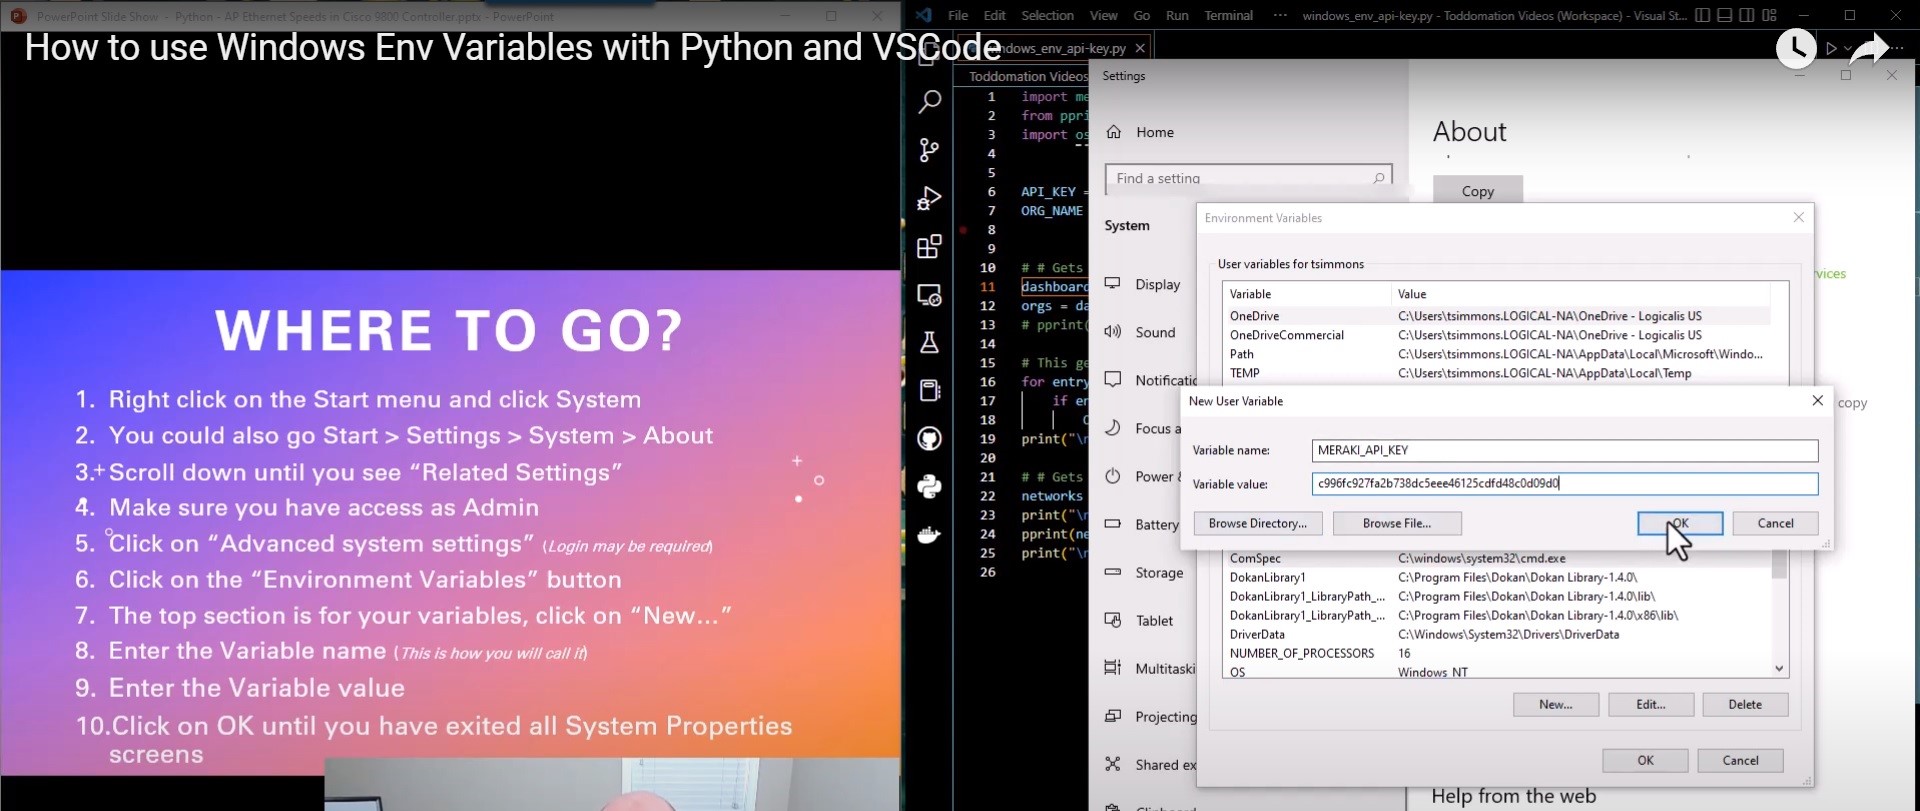 PowerPoint Slide Show - Python - AP Ethernet Speeds in Cisco 9800 Controller.pptx - PowerPoint
How to use Windows Env Variables with Python and VSCode
WHERE TO GO?
1. Right click on the Start menu and click System
2. You could also go Start > Settings > System > About
3. Scroll down until you see “Related Settings”
4. Make sure you have access as Admin
5. Click on “Advanced system settings” (Login may be required)
6. Click on the “Environment Variables” button
7. The top section is for your variables, click on “New...”
8. Enter the Variable name (This is how you will call it)
9. Enter the Variable value
10.Click on OK until you have exited all System Properties
screens
File Edit Selection View Go Run Terminal ··· windows_env_api-key.py - Toddomation Videos (Workspace) - Visual St...
ndows_env_api-key.py
Toddomation Videos
1 import me
2 from ppri
3 import os
4
5
6 API_KEY =
7 ORG_NAME
8
9
10 # # Gets
11 dashboard
12 orgs = da
13 # pprint(
14
15 # This ge
16 for entry
17 if en
18
19 print("\n
20
21 # # Gets
22 networks
23 print("\n
24 pprint(ne
25 print("\n
26
Settings
Home
Find a setting
System
Display
Sound
Notificatio
Focus a
Power &
Battery
Storage
Tablet
Multitaski
Projecting
Shared ex
About
Copy
vices
copy
Help from the web
Environment Variables
User variables for tsimmons
Variable Value
OneDrive C:\Users\tsimmons.LOGICAL-NA\OneDrive - Logicalis US
OneDriveCommercial C:\Users\tsimmons.LOGICAL-NA\OneDrive - Logicalis US
Path C:\Users\tsimmons.LOGICAL-NA\AppData\Local\Microsoft\Windo...
TEMP C:\Users\tsimmons.LOGICAL-NA\AppData\Local\Temp
New User Variable
Variable name: MERAKI_API_KEY
Variable value: c996fc927fa2b738dc5eee46125cdfd48c0d09d0
Browse Directory... Browse File... OK Cancel
ComSpec C:\windows\system32\cmd.exe
DokanLibrary1 C:\Program Files\Dokan\Dokan Library-1.4.0\
DokanLibrary1_LibraryPath_... C:\Program Files\Dokan\Dokan Library-1.4.0\lib\
DokanLibrary1_LibraryPath_... C:\Program Files\Dokan\Dokan Library-1.4.0\x86\lib\
DriverData C:\Windows\System32\Drivers\DriverData
NUMBER_OF_PROCESSORS 16
OS Windows_NT
New... Edit... Delete
OK Cancel